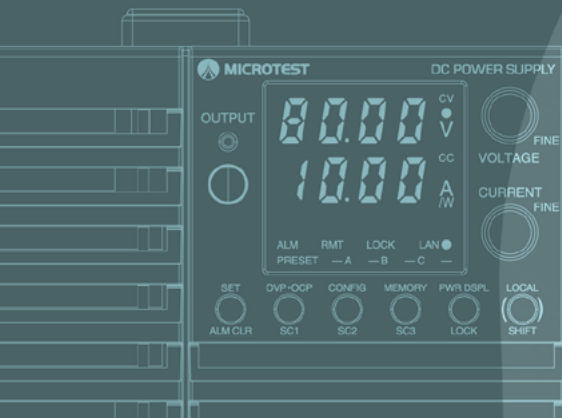 MICROTEST
DC POWER SUPPLY
OUTPUT
80.00 CV V
FINE
VOLTAGE
10.00 CC A /W
CURRENT
FINE
ALM RMT LOCK LAN
PRESET —A —B —C —
SET OVP•OCP CONFIG MEMORY PWR DSPL LOCAL
ALM CLR SC1 SC2 SC3 LOCK SHIFT